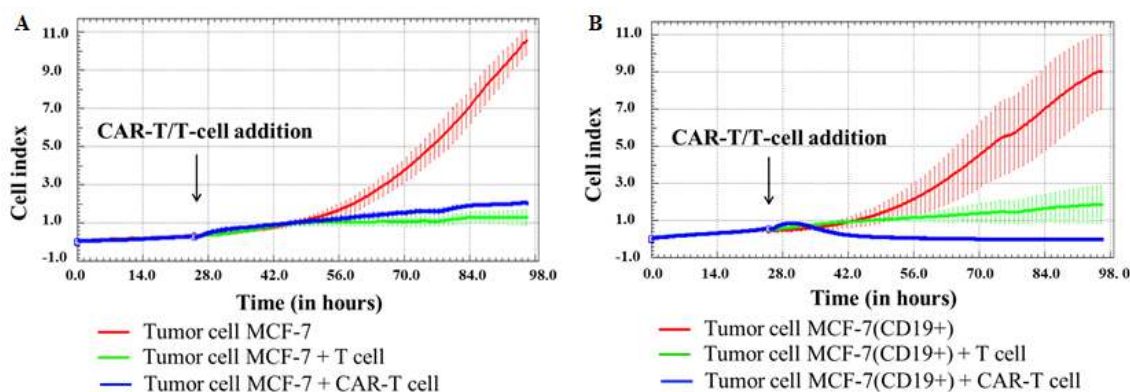 A
11.0
9.0
7.0
5.0
3.0
1.0
-1.0
Cell index
CAR-T/T-cell addition
0.0 14.0 28.0 42.0 56.0 70.0 84.0 98.0
Time (in hours)
Tumor cell MCF-7
Tumor cell MCF-7 + T cell
Tumor cell MCF-7 + CAR-T cell
B
11.0
9.0
7.0
5.0
3.0
1.0
-1.0
Cell index
CAR-T/T-cell addition
0.0 14.0 28.0 42.0 56.0 70.0 84.0 98.0
Time (in hours)
Tumor cell MCF-7(CD19+)
Tumor cell MCF-7(CD19+) + T cell
Tumor cell MCF-7(CD19+) + CAR-T cell